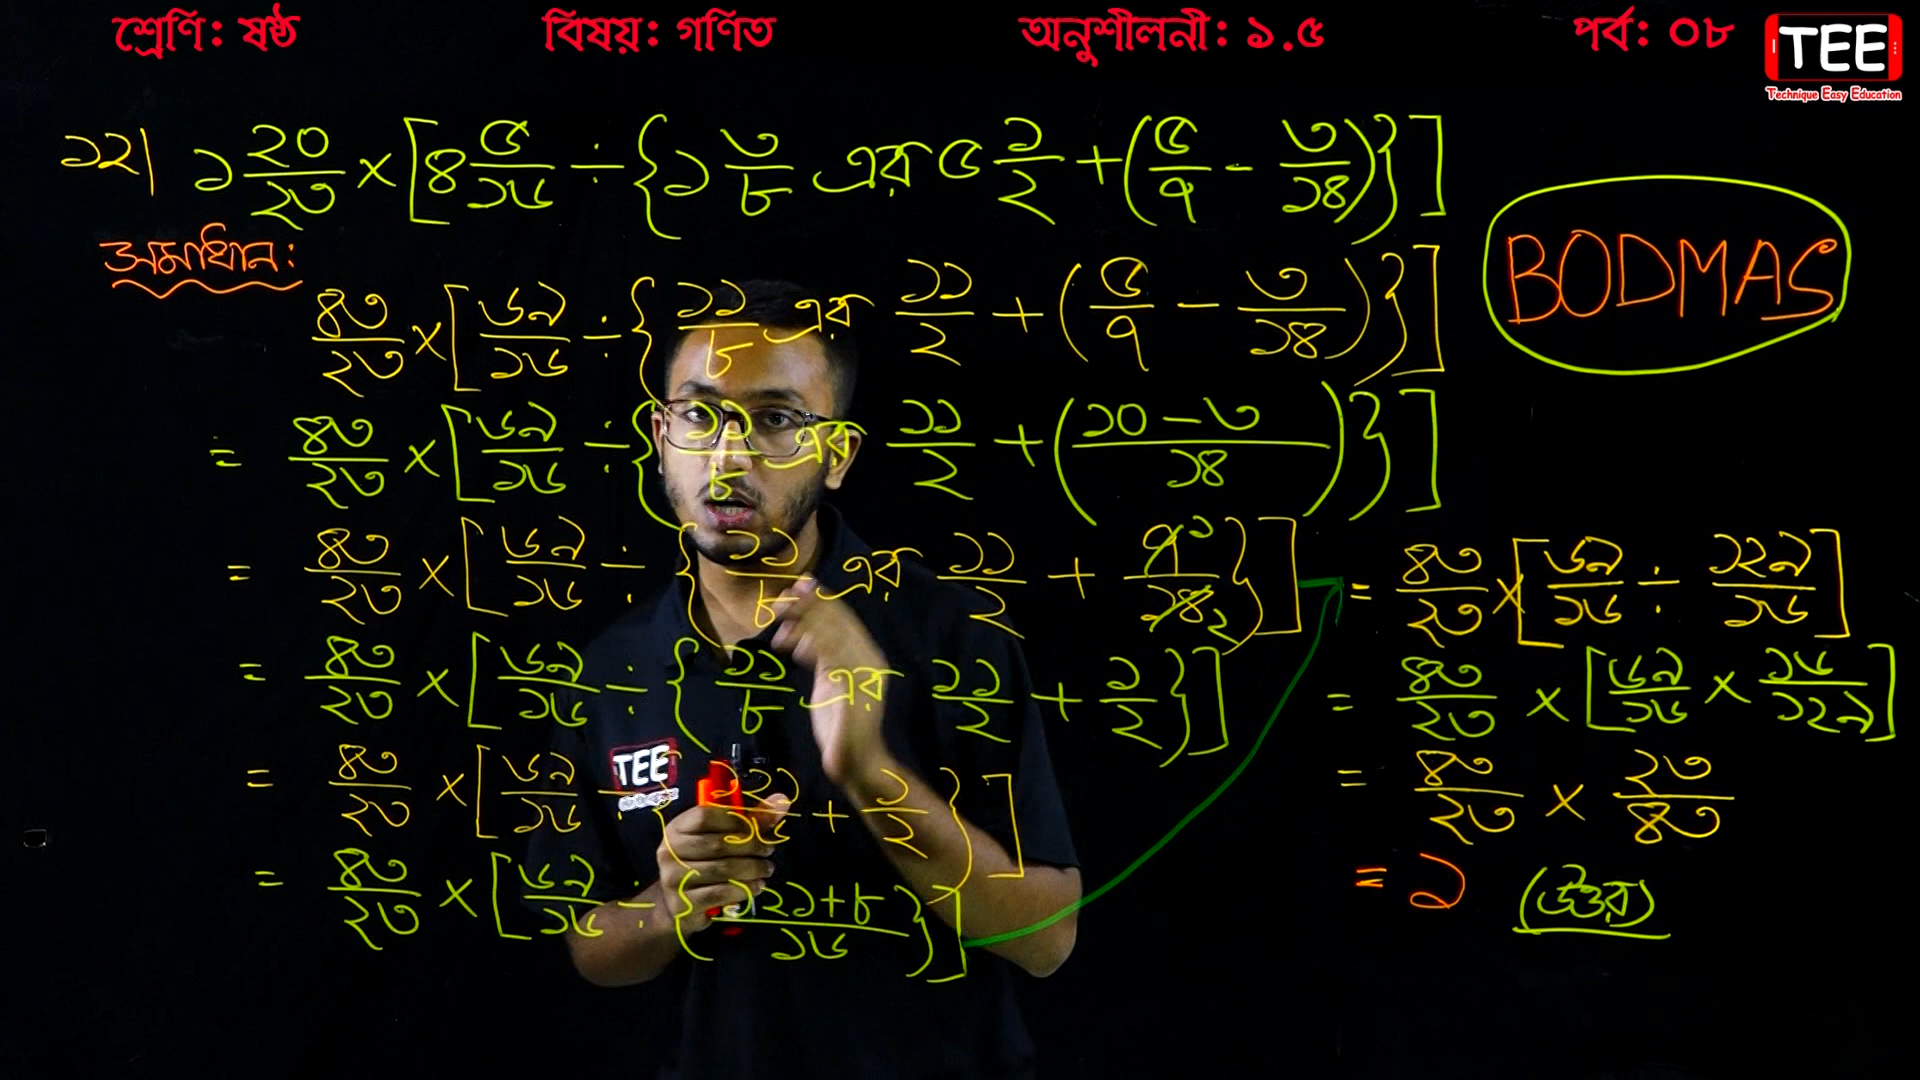 শ্রেণি: ষষ্ঠ বিষয়: গণিত অনুশীলনী: ১.৫ পর্ব: ০৮
TEE
Technique Easy Education
১২| ১ ২০/২৩ × [৪ ৫/১৬ ÷ {১ ৩/৮ এর ৫ ১/২ + (৫/৭ - ৩/১৪)}]
BODMAS
সমাধান:
৪৩/২৩ × [৬৯/১৬ ÷ {১১/৮ এর ১১/২ + (৫/৭ - ৩/১৪)}]
= ৪৩/২৩ × [৬৯/১৬ ÷ {১১/৮ এর ১১/২ + (১০ - ৩/১৪)}]
= ৪৩/২৩ × [৬৯/১৬ ÷ {১১/৮ এর ১১/২ + ৭ ১/১৪ ২}]
= ৪৩/২৩ × [৬৯/১৬ ÷ {১১/৮ এর ১১/২ + ১/২}]
= ৪৩/২৩ × [৬৯/১৬ ÷ {১২১/১৬ + ১/২}]
= ৪৩/২৩ × [৬৯/১৬ ÷ {১২১+৮/১৬}]
= ৪৩/২৩ × [৬৯/১৬ ÷ ১২৯/১৬]
= ৪৩/২৩ × [৬৯/১৬ × ১৬/১২৯]
= ৪৩/২৩ × ২৩/৪৩
= ১ (উত্তর)
TEE